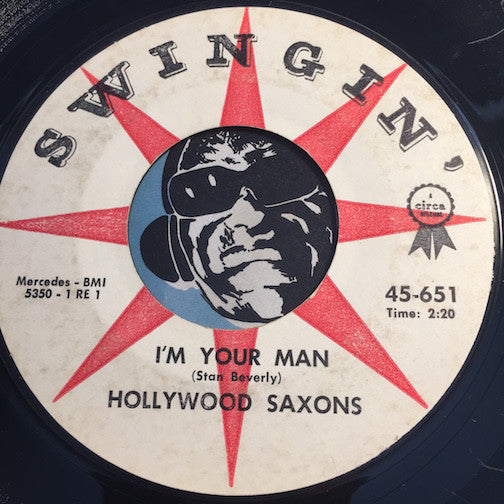 SWINGIN'
A
circa
RELEASE
Mercedes - BMI
5350 - 1 RE 1
45-651
Time: 2:20
I'M YOUR MAN
(Stan Beverly)
HOLLYWOOD SAXONS